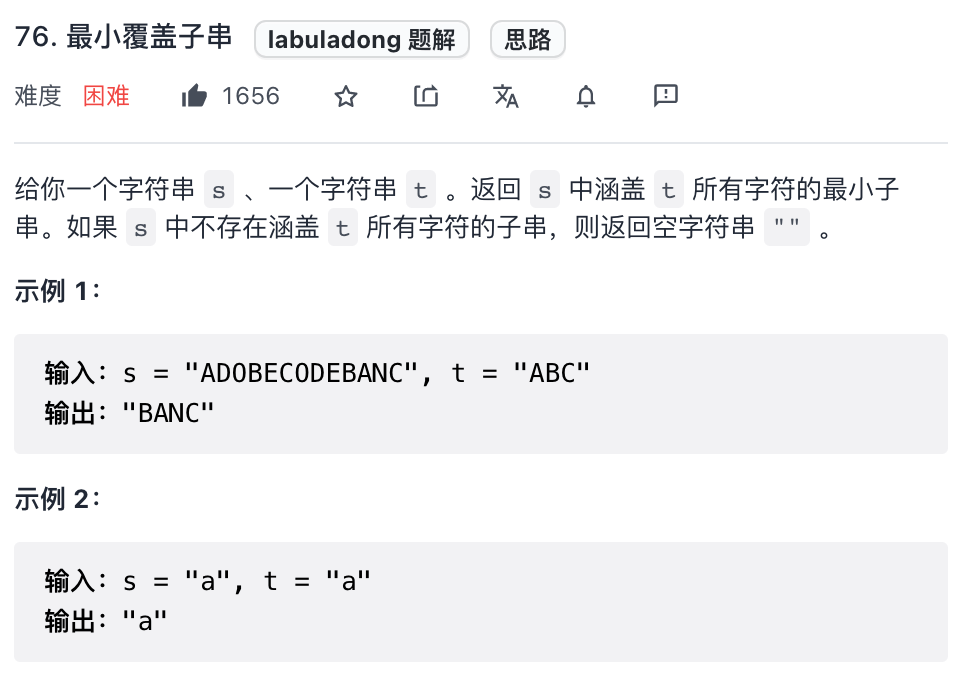 76. 最小覆盖子串 labuladong 题解 思路
难度 困难 1656
给你一个字符串 s 、一个字符串 t 。返回 s 中涵盖 t 所有字符的最小子
串。如果 s 中不存在涵盖 t 所有字符的子串，则返回空字符串 "" 。
示例 1：
输入：s = "ADOBECODEBANC", t = "ABC"
输出："BANC"
示例 2：
输入：s = "a", t = "a"
输出："a"